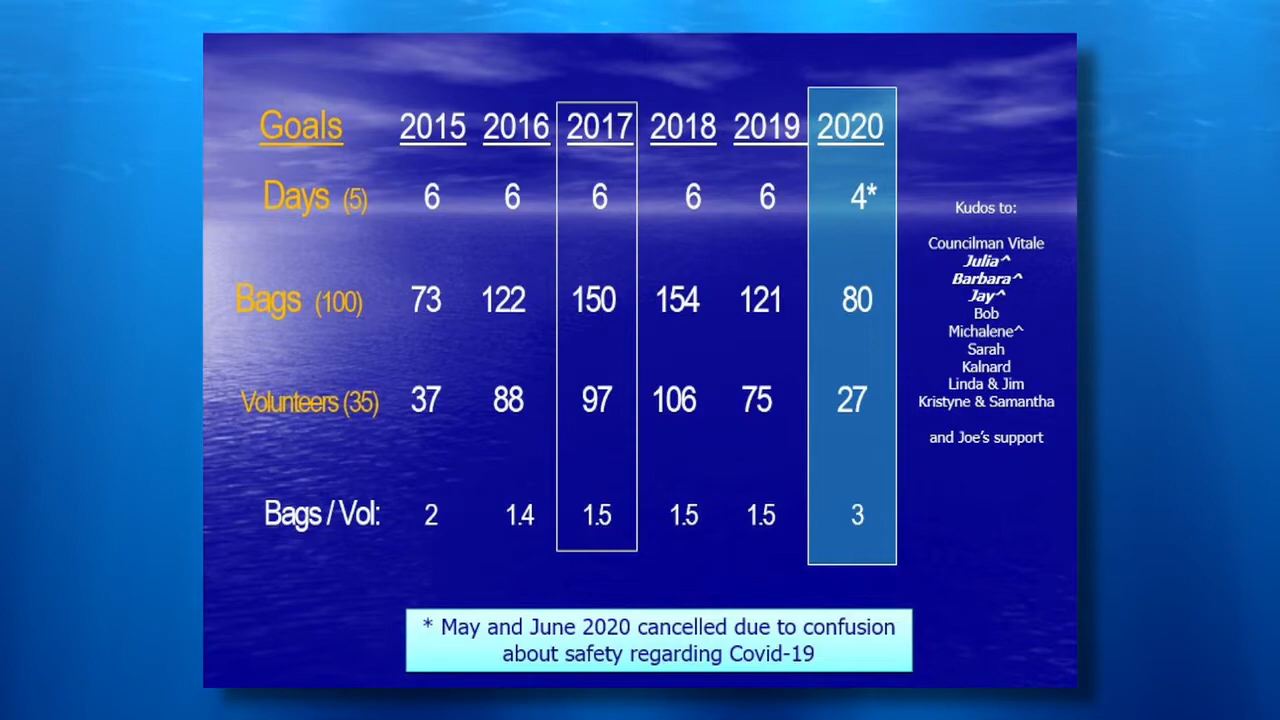 Goals 2015 2016 2017 2018 2019 2020
Days (5) 6 6 6 6 6 4*
Bags (100) 73 122 150 154 121 80
Volunteers (35) 37 88 97 106 75 27
Bags / Vol: 2 1.4 1.5 1.5 1.5 3
Kudos to:
Councilman Vitale
Julia^
Barbara^
Jay^
Bob
Michalene^
Sarah
Kalnard
Linda & Jim
Kristyne & Samantha
and Joe's support
* May and June 2020 cancelled due to confusion
about safety regarding Covid-19